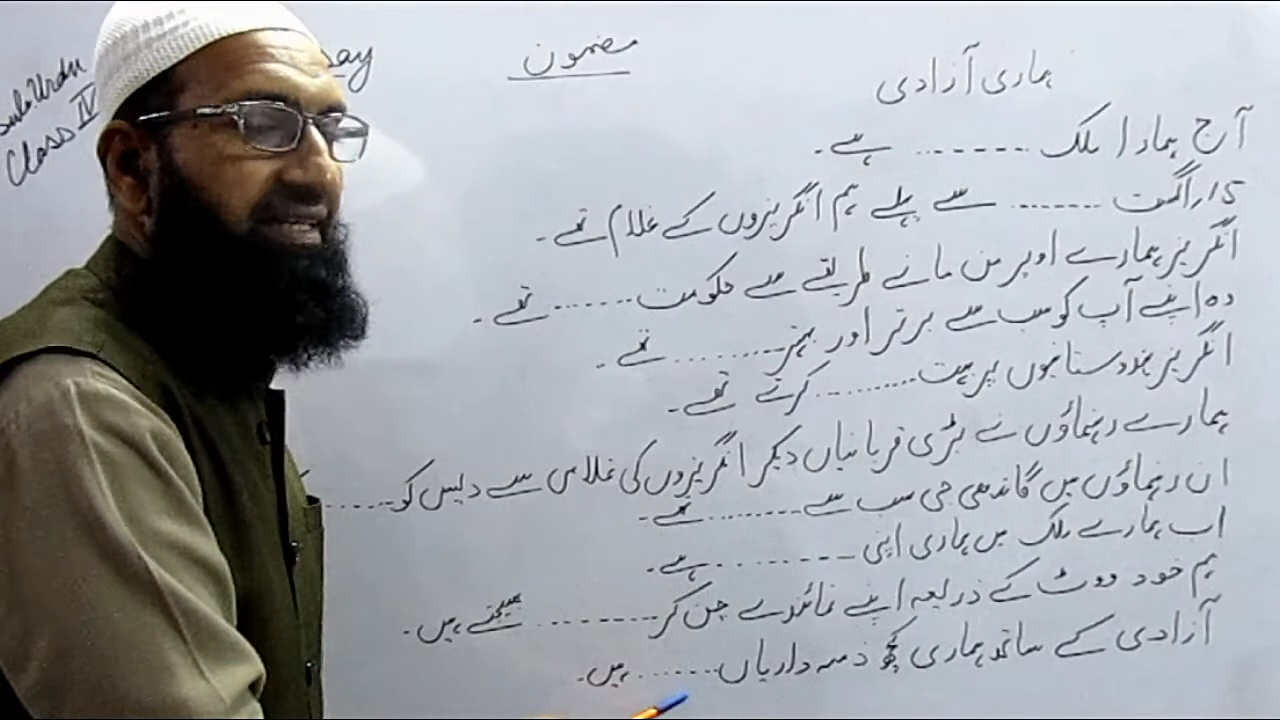 Urdu
Class IV
ay
مضمون
ہماری آزادی
آج ہمارا ملک ........ ہے۔
15/اگست ........ سے پہلے ہم انگریزوں کے غلام تھے۔
انگریز ہمارے اوپر من مانے طریقے سے حکومت ........ تھے۔
وہ اپنے آپ کو سب سے برتر اور بہتر ........ تھے۔
انگریز ہندوستانیوں پر بہت ........ کرتے تھے۔
ہمارے رہنماؤں نے بڑی قربانیاں دیکر انگریزوں کی غلامی سے دیس کو ........
ان رہنماؤں میں گاندھی جی سب سے ........ تھے۔
اب ہمارے ملک میں ہماری اپنی ........ ہے۔
ہم خود ووٹ کے ذریعہ اپنے نمائندے چن کر ........ بھیجتے ہیں۔
آزادی کے ساتھ ہماری کچھ ذمہ داریاں ........ ہیں۔